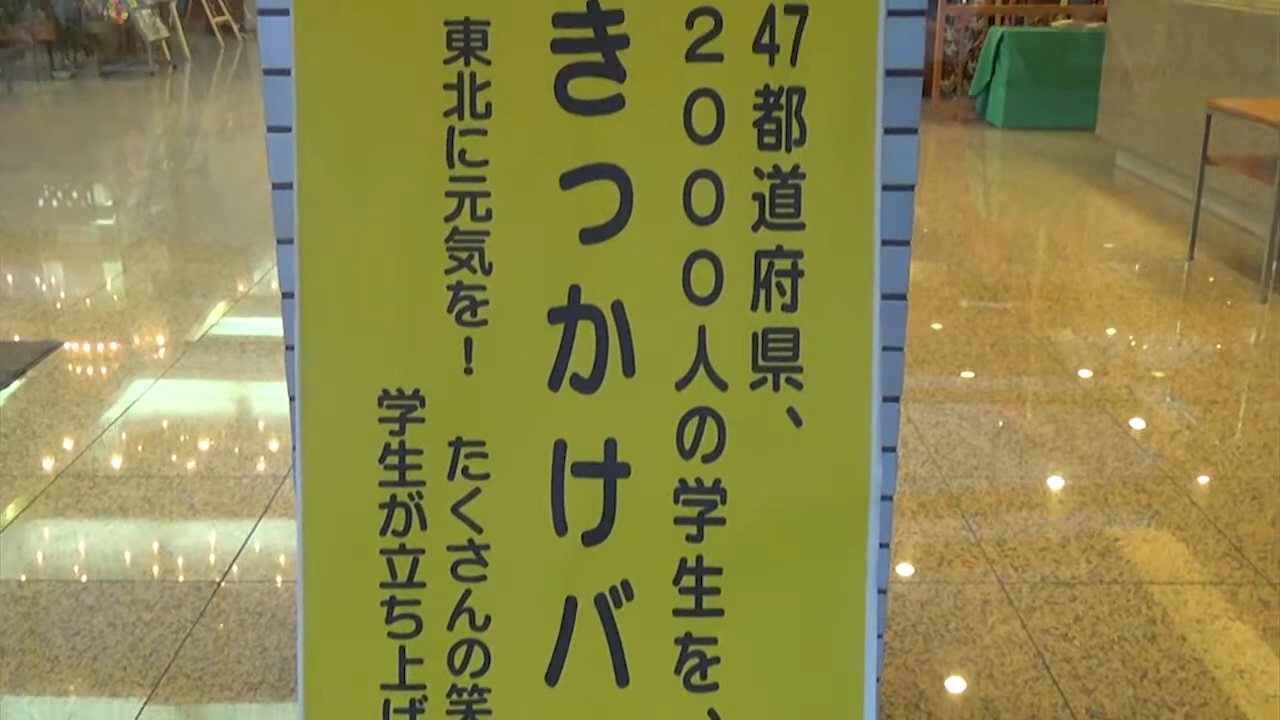 47都道府県、
2000人の学生を、
きっかけバ
東北に元気を！ たくさんの笑
学生が立ち上げ